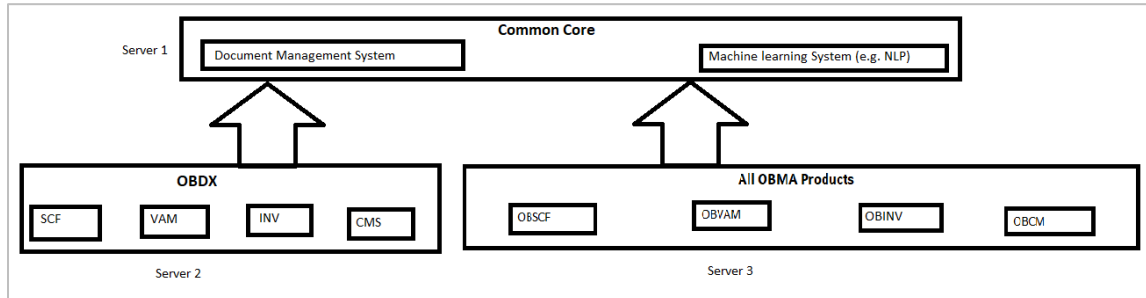 Common Core
Server 1
Document Management System
Machine learning System (e.g. NLP)
OBDX
SCF
VAM
INV
CMS
Server 2
All OBMA Products
OBSCF
OBVAM
OBINV
OBCM
Server 3